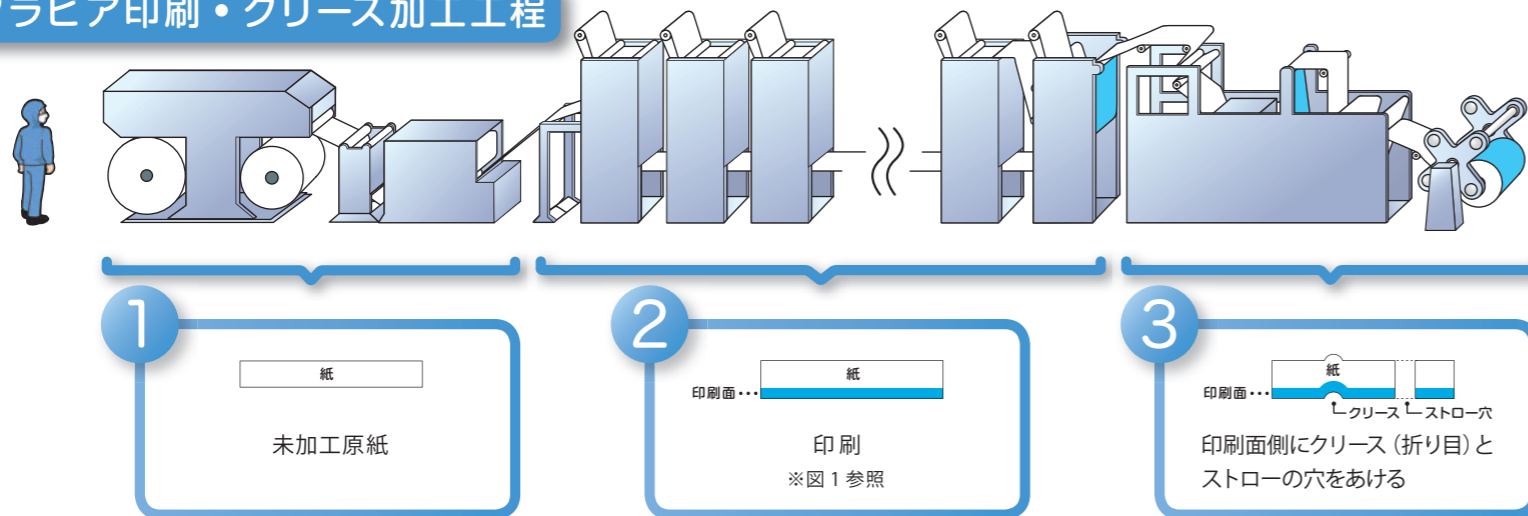 グラビア印刷・クリース加工工程
1
紙
未加工原紙
2
紙
印刷面･･･
印刷
※図1参照
3
紙
印刷面･･･
クリース
ストロー穴
印刷面側にクリース（折り目）と
ストローの穴をあける